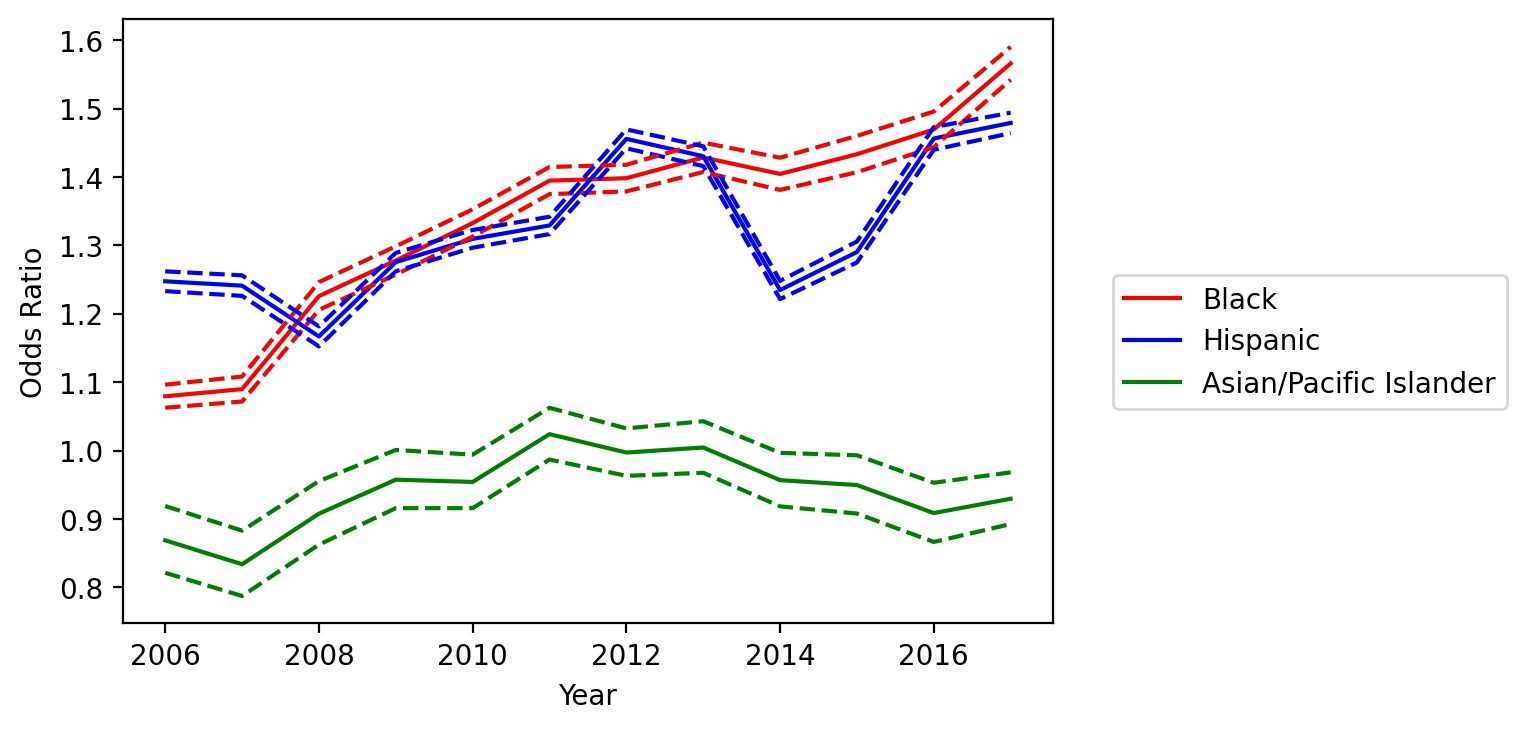 1.6
1.5
1.4
1.3
1.2
1.1
1.0
0.9
0.8
Odds Ratio
2006 2008 2010 2012 2014 2016
Year
Black
Hispanic
Asian/Pacific Islander